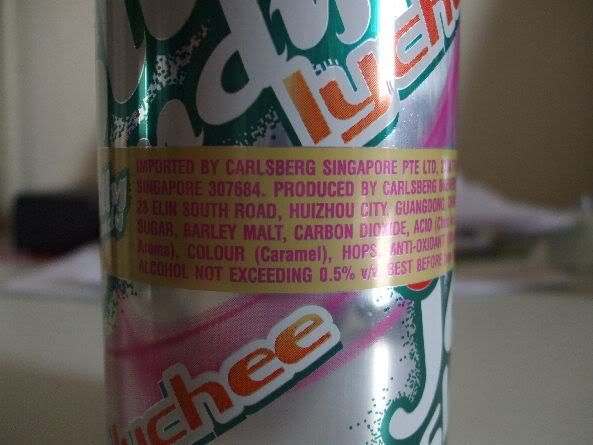 lychee
IMPORTED BY CARLSBERG SINGAPORE PTE LTD,
SINGAPORE 307684. PRODUCED BY CARLSBERG
28 ELIN SOUTH ROAD, HUIZHOU CITY, GUANGDONG,
SUGAR, BARLEY MALT, CARBON DIOXIDE, ACID
Aroma), COLOUR (Caramel), HOPS, ANTI-OXIDANT
ALCOHOL NOT EXCEEDING 0.5% v/v. BEST BEFORE
lychee